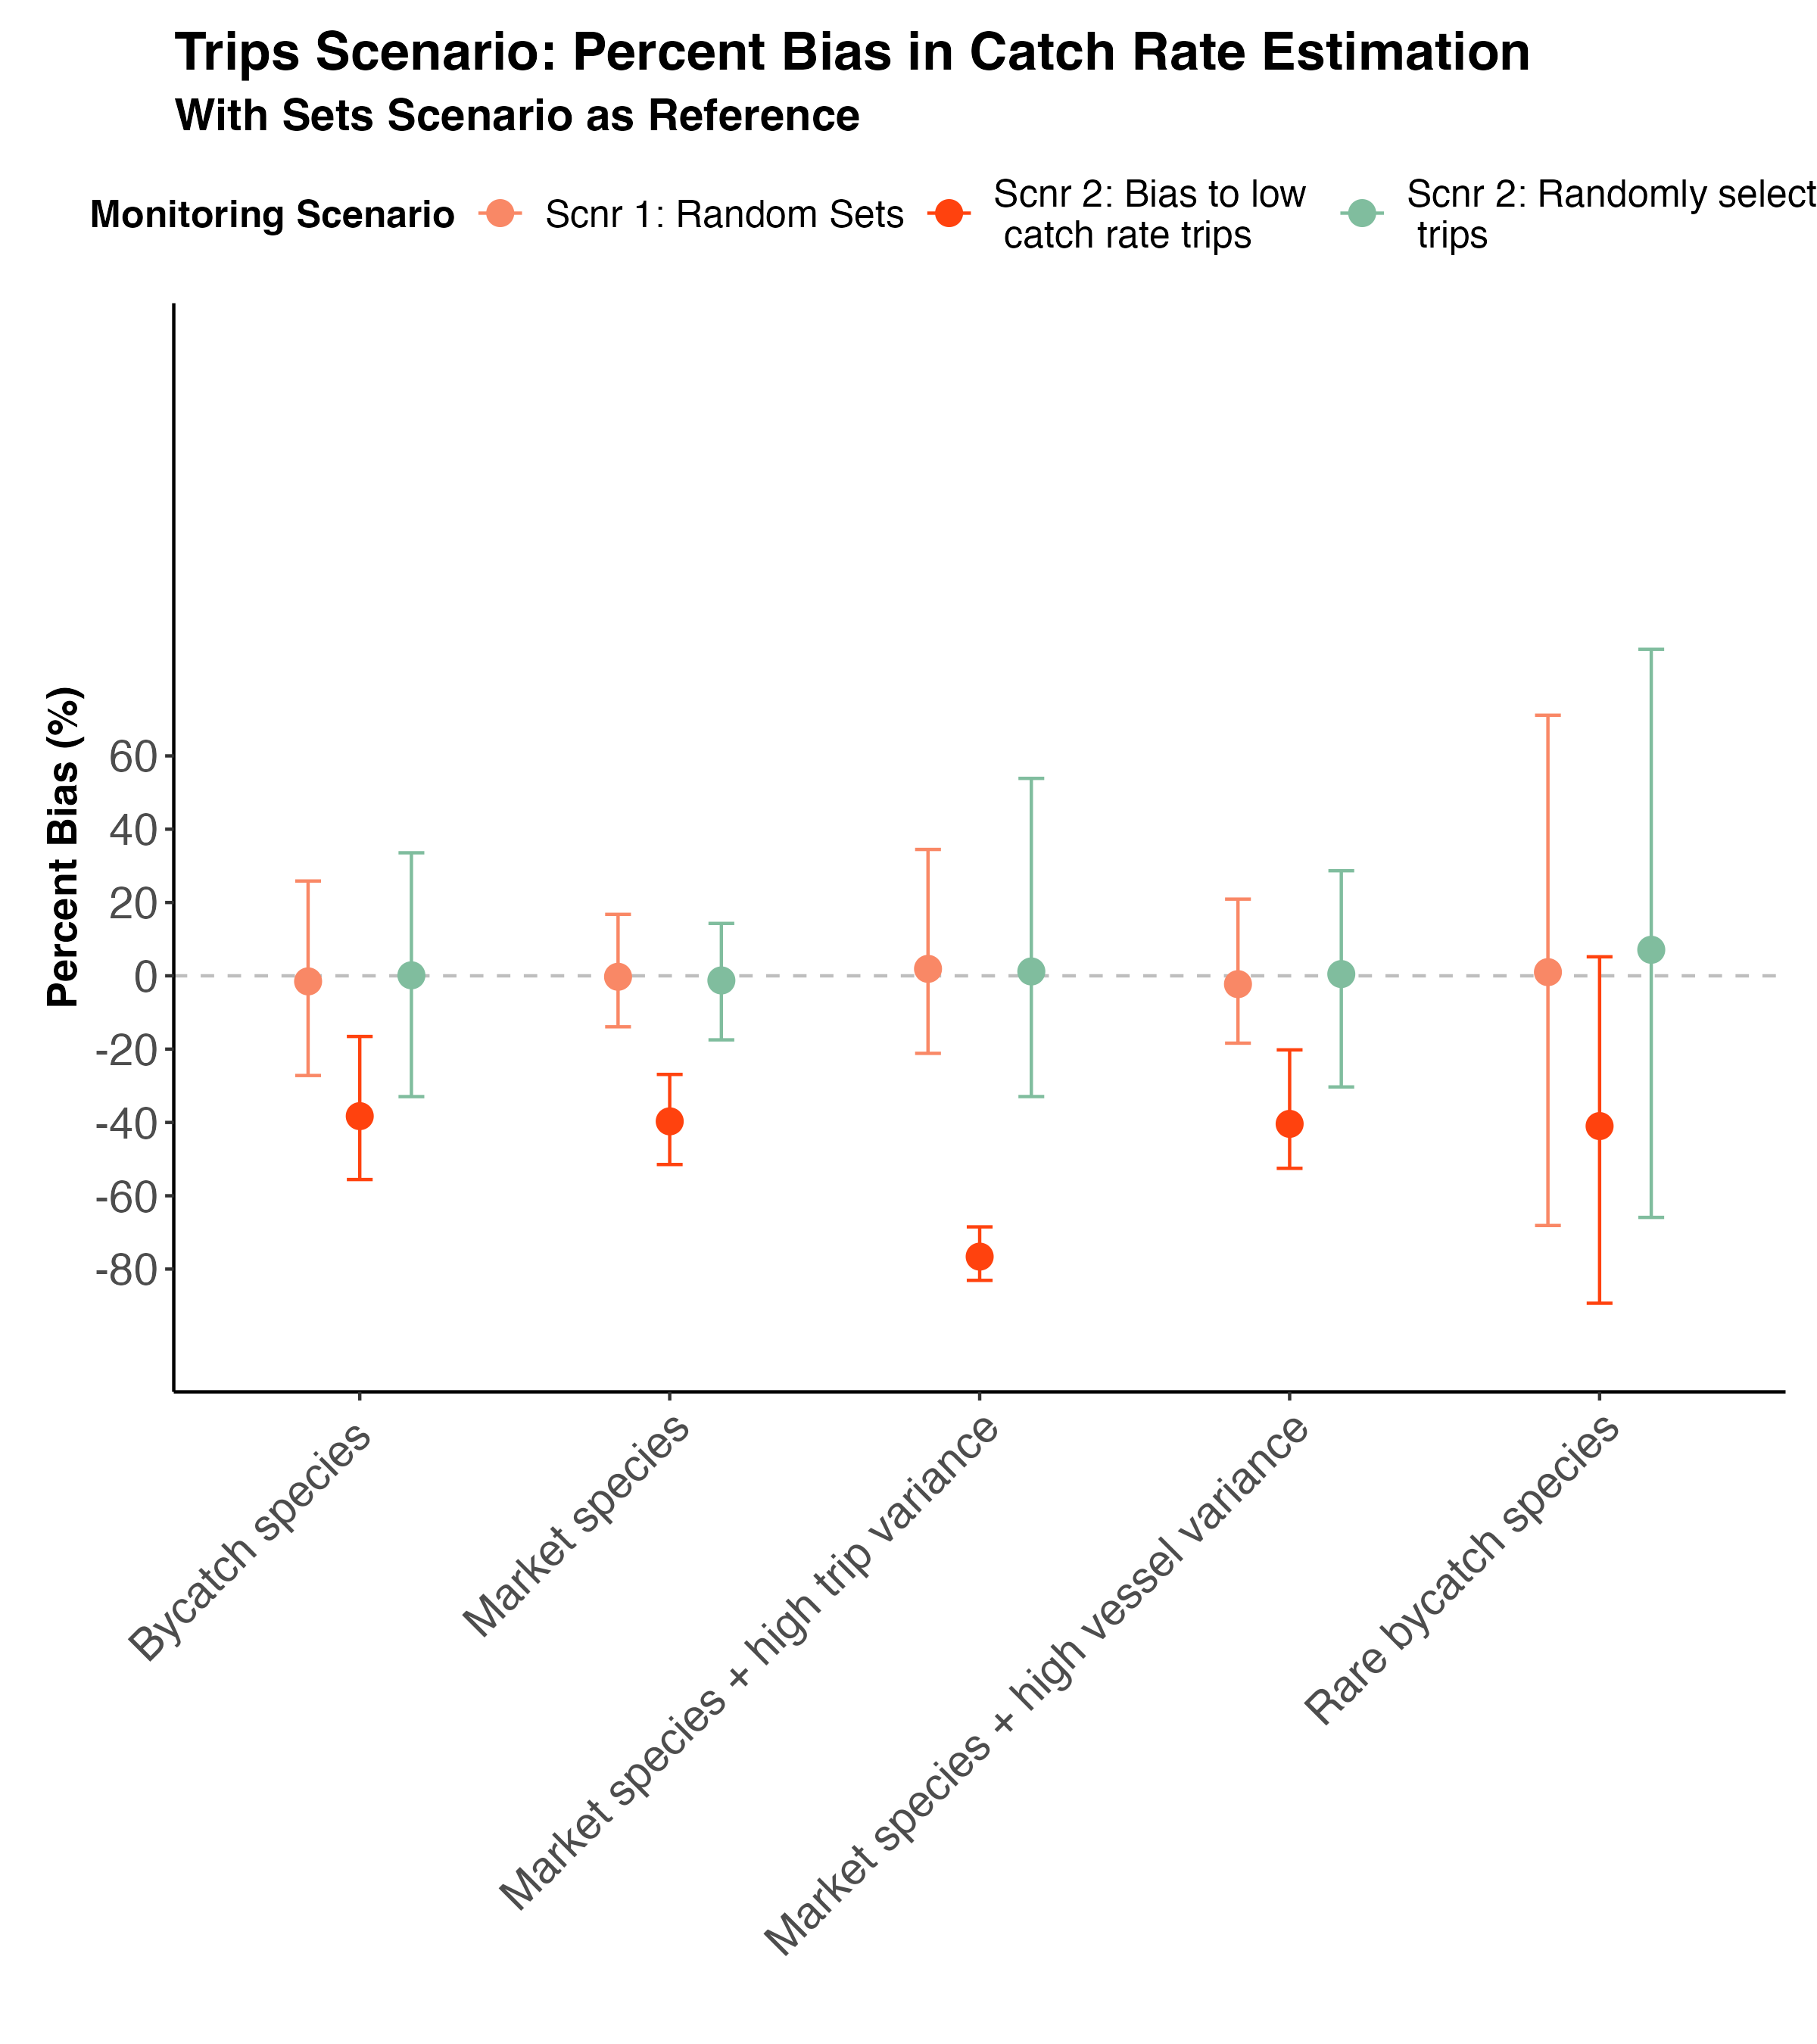 Trips Scenario: Percent Bias in Catch Rate Estimation
With Sets Scenario as Reference
Monitoring Scenario
Scnr 1: Random Sets
Scnr 2: Bias to low
catch rate trips
Scnr 2: Randomly select
trips
Percent Bias (%)
60
40
20
0
-20
-40
-60
-80
Bycatch species
Market species
Market species + high trip variance
Market species + high vessel variance
Rare bycatch species